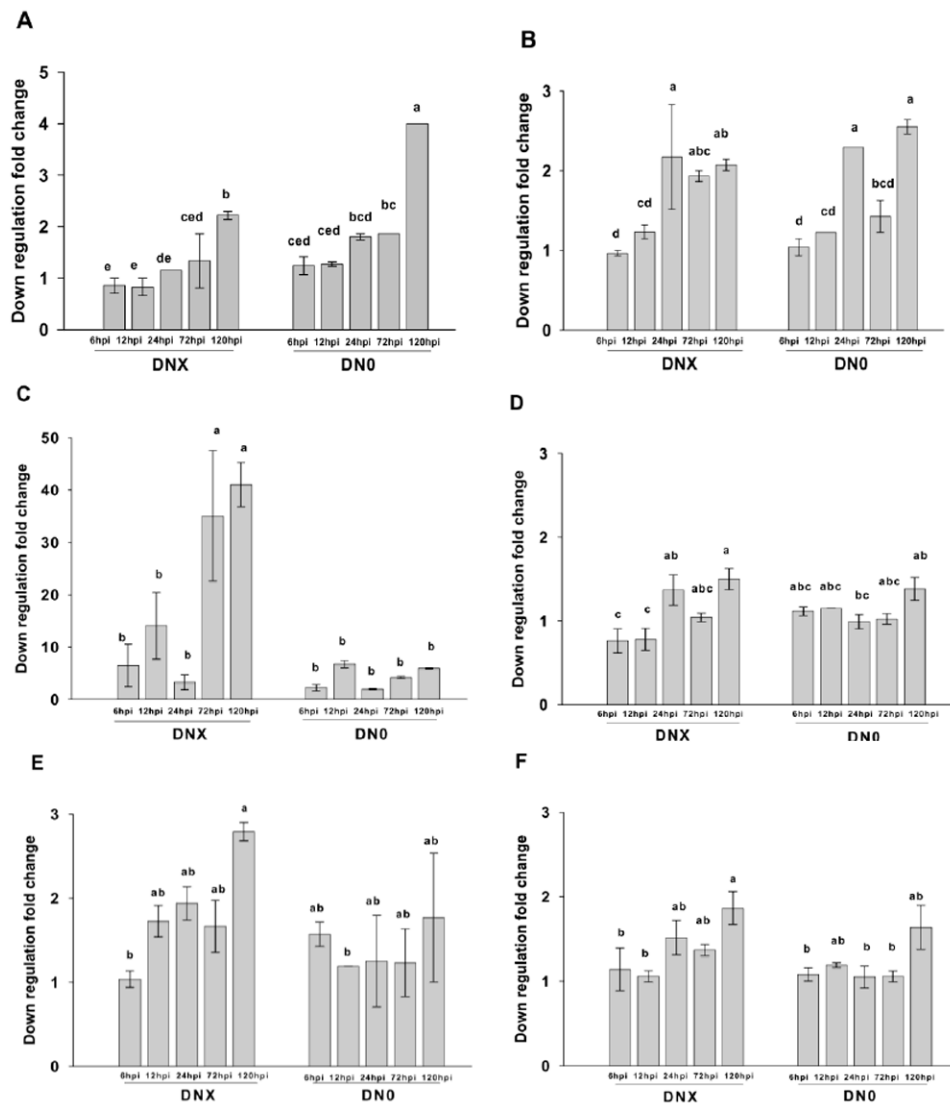 A
Down regulation fold change
5
4
3
2
1
0
e e de ced b ced ced bcd bc a
6hpi 12hpi 24hpi 72hpi 120hpi 6hpi 12hpi 24hpi 72hpi 120hpi
DNX DN0
B
Down regulation fold change
3
2
1
0
d cd a abc ab d cd a bcd a
6hpi 12hpi 24hpi 72hpi 120hpi 6hpi 12hpi 24hpi 72hpi 120hpi
DNX DN0
C
Down regulation fold change
50
40
30
20
10
0
b b b a a b b b b b
6hpi 12hpi 24hpi 72hpi 120hpi 6hpi 12hpi 24hpi 72hpi 120hpi
DNX DN0
D
Down regulation fold change
3
2
1
0
c c ab abc a abc abc bc abc ab
6hpi 12hpi 24hpi 72hpi 120hpi 6hpi 12hpi 24hpi 72hpi 120hpi
DNX DN0
E
Down regulation fold change
3
2
1
0
b ab ab ab a ab b ab ab ab
6hpi 12hpi 24hpi 72hpi 120hpi 6hpi 12hpi 24hpi 72hpi 120hpi
DNX DN0
F
Down regulation fold change
3
2
1
0
b b ab ab a b ab b b ab
6hpi 12hpi 24hpi 72hpi 120hpi 6hpi 12hpi 24hpi 72hpi 120hpi
DNX DN0